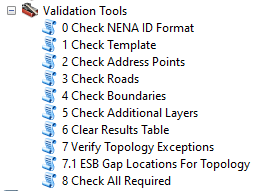 Validation Tools
0 Check NENA ID Format
1 Check Template
2 Check Address Points
3 Check Roads
4 Check Boundaries
5 Check Additional Layers
6 Clear Results Table
7 Verify Topology Exceptions
7.1 ESB Gap Locations For Topology
8 Check All Required